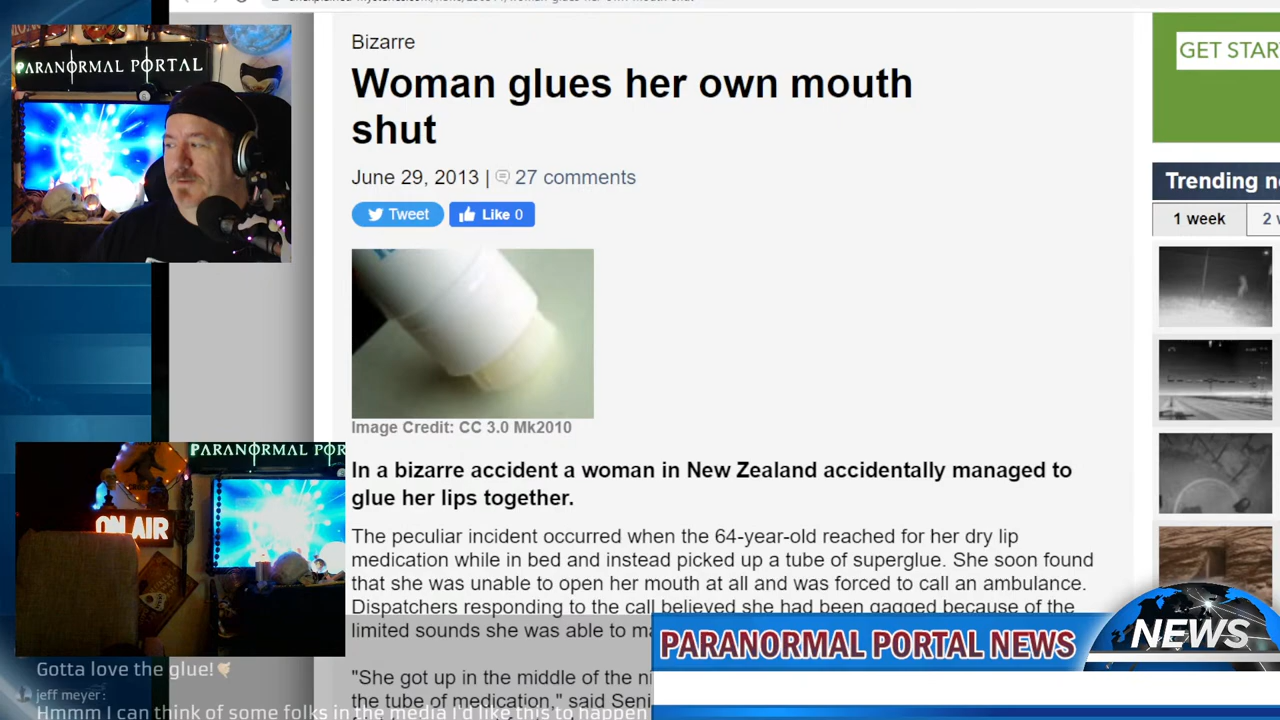 Bizarre
Woman glues her own mouth
shut
June 29, 2013 | 27 comments
Tweet
Like 0
Image Credit: CC 3.0 Mk2010
In a bizarre accident a woman in New Zealand accidentally managed to
glue her lips together.
The peculiar incident occurred when the 64-year-old reached for her dry lip
medication while in bed and instead picked up a tube of superglue. She soon found
that she was unable to open her mouth at all and was forced to call an ambulance.
Dispatchers responding to the call believed she had been gagged because of the
limited sounds she was able to ma
"She got up in the middle of the ni
the tube of medication," said Seni
GET STAR
Trending n
1 week
2 w
PARANORMAL PORTAL
PARANORMAL POR
ON AIR
Gotta love the glue!
jeff meyer:
Hmmm I can think of some folks in the media I'd like this to happen
PARANORMAL PORTAL NEWS
NEWS